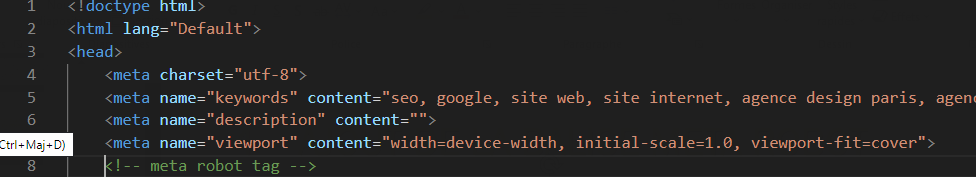 1 <!doctype html>
2 <html lang="Default">
3 <head>
4 <meta charset="utf-8">
5 <meta name="keywords" content="seo, google, site web, site internet, agence design paris, agenc
6 <meta name="description" content="">
Ctrl+Maj+D)
7 <meta name="viewport" content="width=device-width, initial-scale=1.0, viewport-fit=cover">
8 <!-- meta robot tag -->